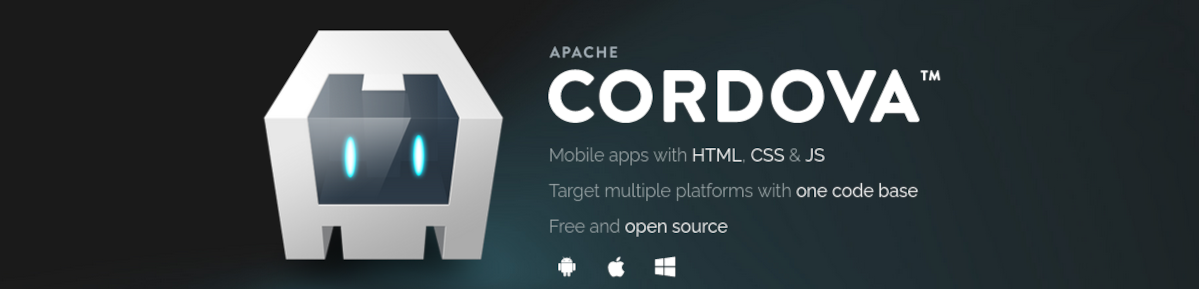 APACHE
CORDOVA™
Mobile apps with HTML, CSS & JS
Target multiple platforms with one code base
Free and open source